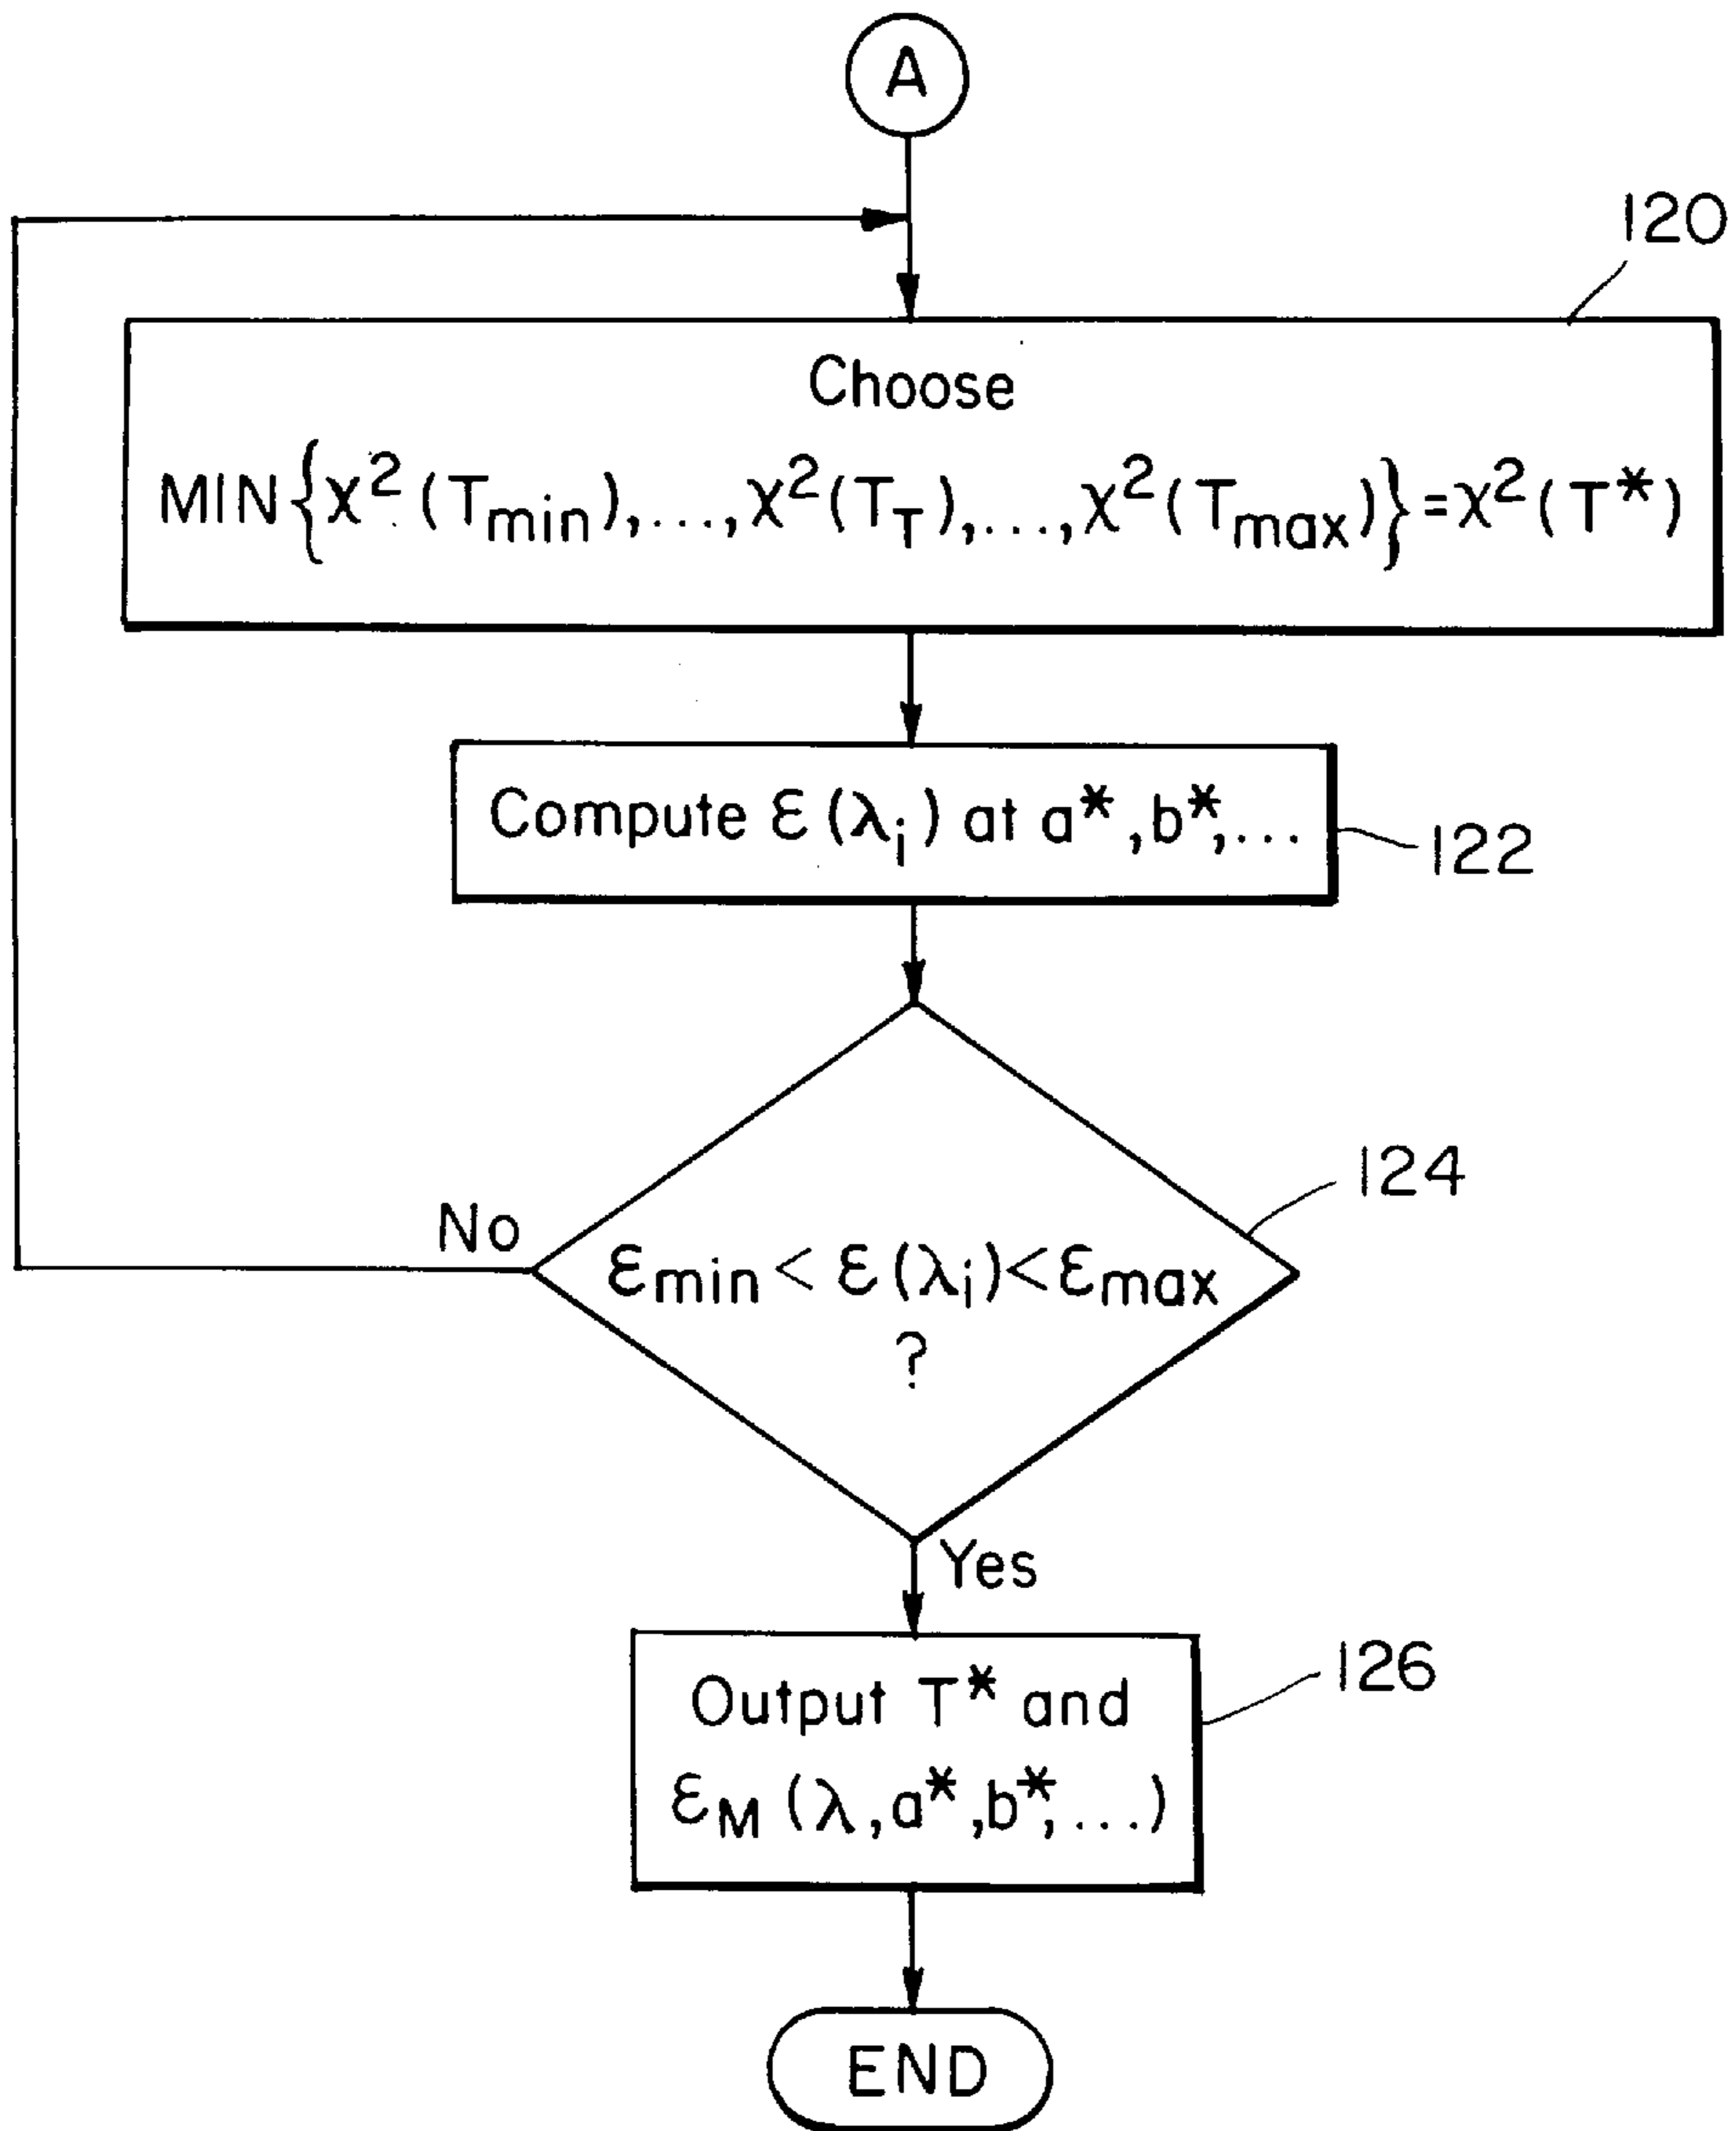 A
120
Choose
MIN{χ²(T_min),...,χ²(T_T),...,χ²(T_max)}=χ²(T*)
Compute ε(λ_i) at a*,b*,...
122
124
No
ε_min < ε(λ_i) < ε_max
?
Yes
126
Output T* and
ε_M (λ,a*,b*,...)
END